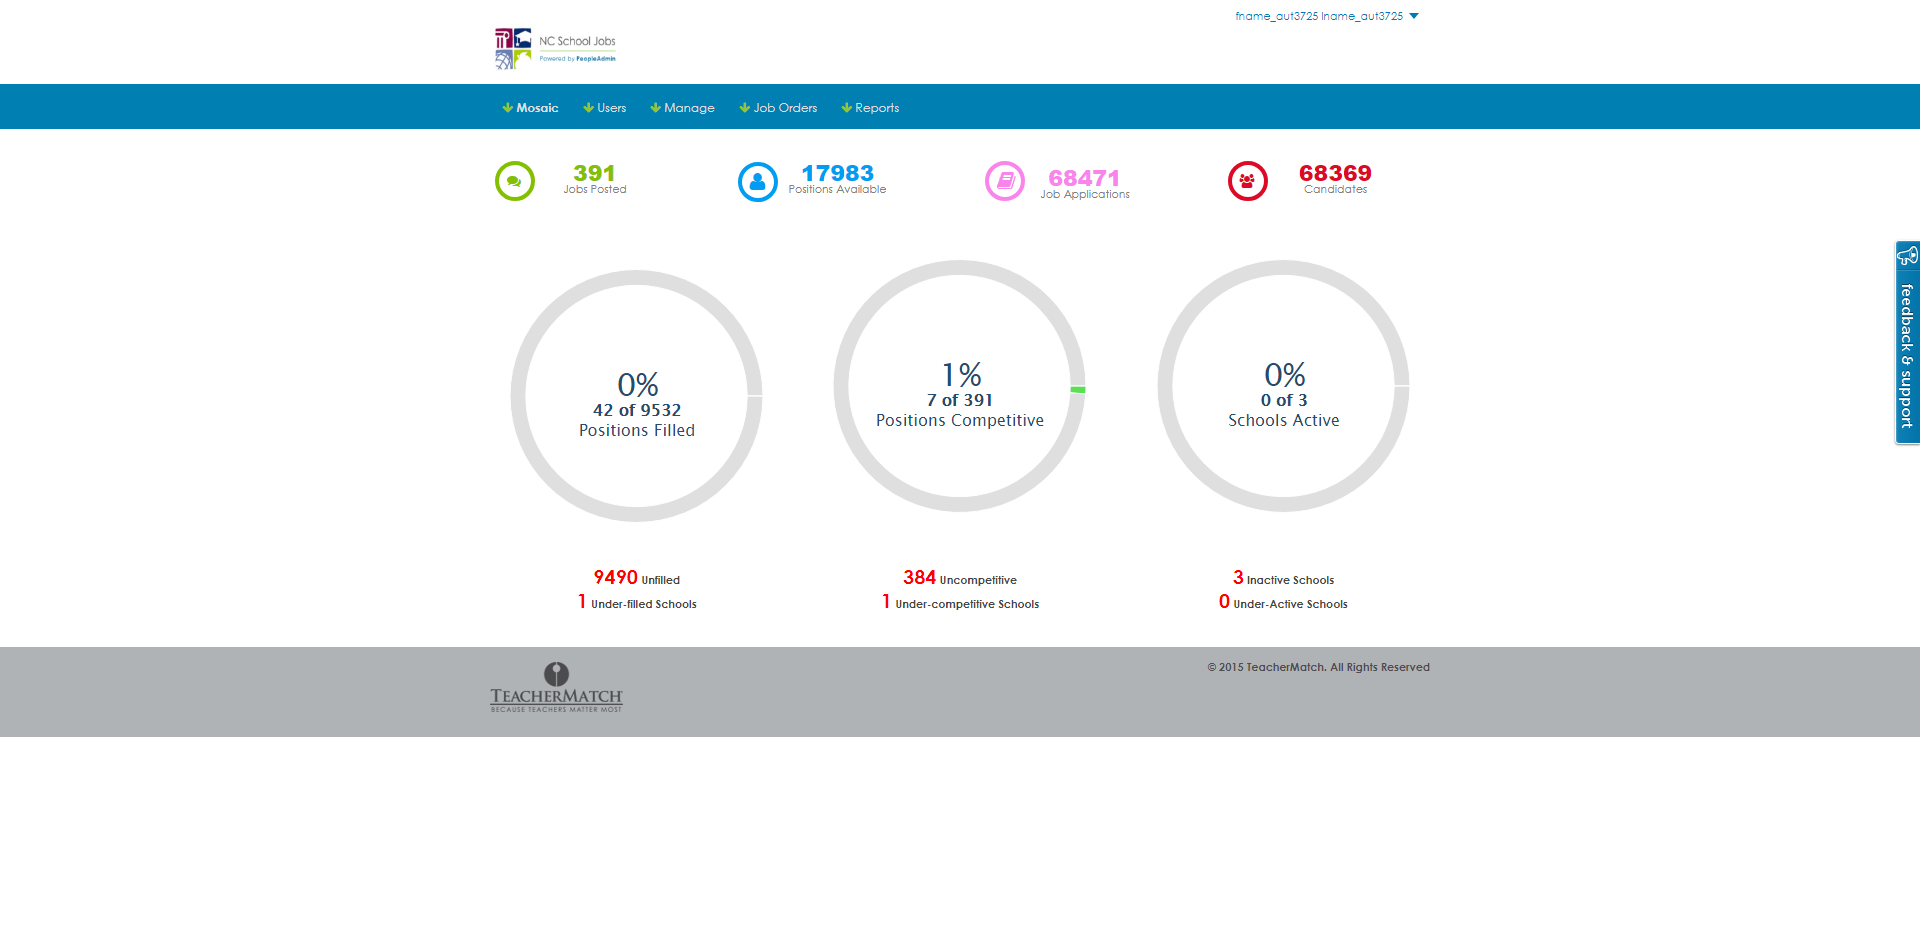 fname_aut3725 lname_aut3725
NC School Jobs
Powered by PeopleAdmin
Mosaic Users Manage Job Orders Reports
391
Jobs Posted
17983
Positions Available
68471
Job Applications
68369
Candidates
0%
42 of 9532
Positions Filled
1%
7 of 391
Positions Competitive
0%
0 of 3
Schools Active
9490 Unfilled
1 Under-filled Schools
384 Uncompetitive
1 Under-competitive Schools
3 Inactive Schools
0 Under-Active Schools
feedback & support
© 2015 TeacherMatch. All Rights Reserved
TEACHERMATCH
BECAUSE TEACHERS MATTER MOST